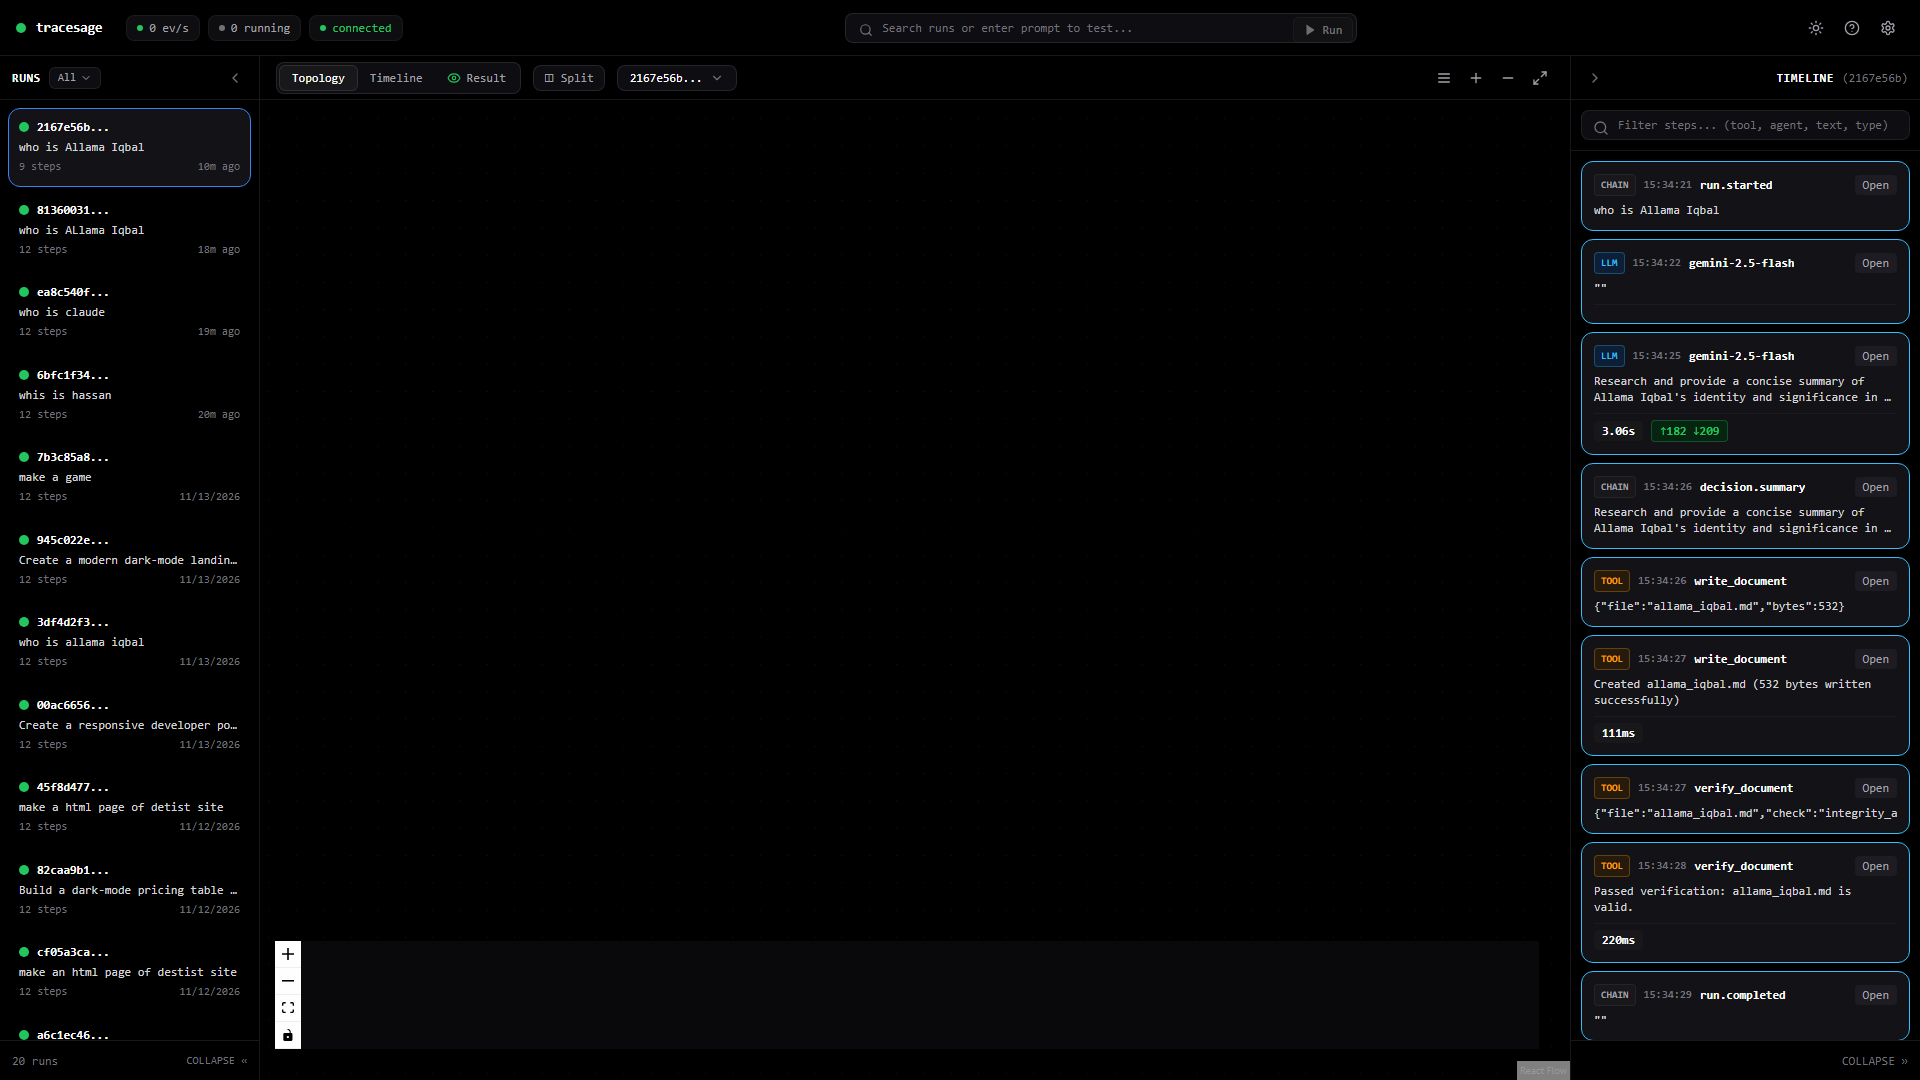 tracesage
0 ev/s
0 running
connected
Search runs or enter prompt to test...
Run
RUNS
All
Topology
Timeline
Result
Split
2167e56b...
TIMELINE (2167e56b)
2167e56b...
who is Allama Iqbal
9 steps
10m ago
81360031...
who is ALlama Iqbal
12 steps
18m ago
ea8c540f...
who is claude
12 steps
19m ago
6bfc1f34...
whis is hassan
12 steps
20m ago
7b3c85a8...
make a game
12 steps
11/13/2026
945c022e...
Create a modern dark-mode landin…
12 steps
11/13/2026
3df4d2f3...
who is allama iqbal
12 steps
11/13/2026
00ac6656...
Create a responsive developer po…
12 steps
11/13/2026
45f8d477...
make a html page of detist site
12 steps
11/12/2026
82caa9b1...
Build a dark-mode pricing table …
12 steps
11/12/2026
cf05a3ca...
make an html page of destist site
12 steps
11/12/2026
a6c1ec46...
20 runs
COLLAPSE «
React Flow
Filter steps... (tool, agent, text, type)
CHAIN 15:34:21 run.started Open
who is Allama Iqbal
LLM 15:34:22 gemini-2.5-flash Open
""
LLM 15:34:25 gemini-2.5-flash Open
Research and provide a concise summary of
Allama Iqbal's identity and significance in …
3.06s ↑182 ↓209
CHAIN 15:34:26 decision.summary Open
Research and provide a concise summary of
Allama Iqbal's identity and significance in …
TOOL 15:34:26 write_document Open
{"file":"allama_iqbal.md","bytes":532}
TOOL 15:34:27 write_document Open
Created allama_iqbal.md (532 bytes written
successfully)
111ms
TOOL 15:34:27 verify_document Open
{"file":"allama_iqbal.md","check":"integrity_a
TOOL 15:34:28 verify_document Open
Passed verification: allama_iqbal.md is
valid.
220ms
CHAIN 15:34:29 run.completed Open
""
COLLAPSE »